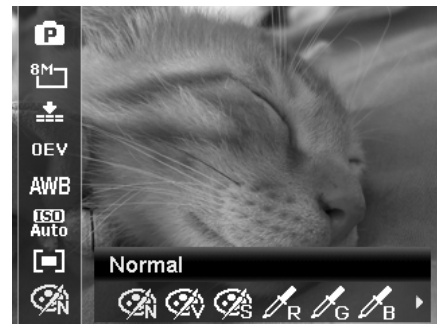 P
8M
0EV
AWB
ISO
Auto
Normal
N N V S R G B